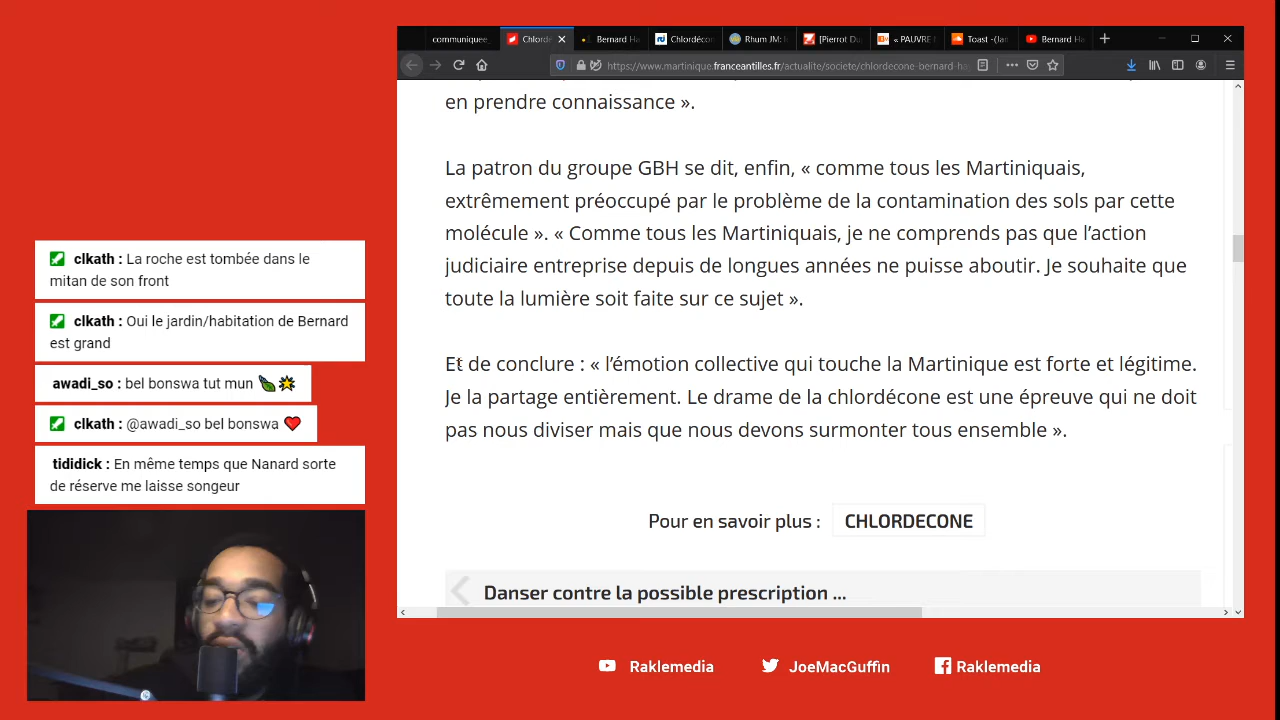 communiquee
Chlordéc
Bernard Ha
Chlordécon
Rhum JM: h
[Pierrot Du
« PAUVRE
Toast -(Ian
Bernard Ha
https://www.martinique.franceantilles.fr/actualite/societe/chlordecone-bernard-ha
en prendre connaissance ».
La patron du groupe GBH se dit, enfin, « comme tous les Martiniquais,
extrêmement préoccupé par le problème de la contamination des sols par cette
molécule ». « Comme tous les Martiniquais, je ne comprends pas que l’action
judiciaire entreprise depuis de longues années ne puisse aboutir. Je souhaite que
toute la lumière soit faite sur ce sujet ».
Et de conclure : « l’émotion collective qui touche la Martinique est forte et légitime.
Je la partage entièrement. Le drame de la chlordécone est une épreuve qui ne doit
pas nous diviser mais que nous devons surmonter tous ensemble ».
Pour en savoir plus : CHLORDECONE
Danser contre la possible prescription ...
clkath : La roche est tombée dans le
mitan de son front
clkath : Oui le jardin/habitation de Bernard
est grand
awadi_so : bel bonswa tut mun
clkath : @awadi_so bel bonswa
tididick : En même temps que Nanard sorte
de réserve me laisse songeur
Raklemedia
JoeMacGuffin
Raklemedia